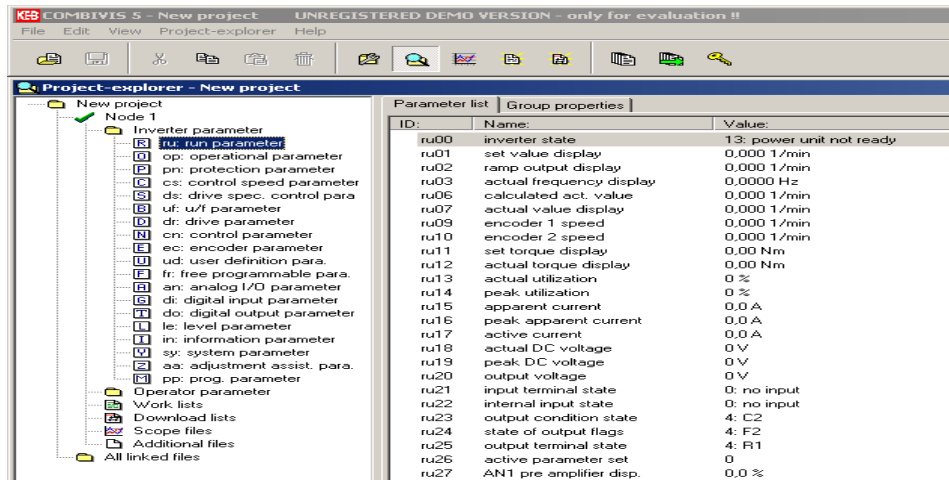 KEB COMBIVIS 5 - New project UNREGISTERED DEMO VERSION - only for evaluation !!
File Edit View Project-explorer Help
Project-explorer - New project
New project
Node 1
Inverter parameter
R ru: run parameter
O op: operational parameter
P pn: protection parameter
C cs: control speed parameter
S ds: drive spec. control para
B uf: u/f parameter
D dr: drive parameter
N cn: control parameter
E ec: encoder parameter
U ud: user definition para.
F fr: free programmable para.
A an: analog I/O parameter
G di: digital input parameter
T do: digital output parameter
L le: level parameter
I in: information parameter
Y sy: system parameter
Z aa: adjustment assist. para.
M pp: prog. parameter
Operator parameter
Work lists
Download lists
Scope files
Additional files
All linked files
Parameter list Group properties
ID: Name: Value:
ru00 inverter state 13: power unit not ready
ru01 set value display 0,000 1/min
ru02 ramp output display 0,000 1/min
ru03 actual frequency display 0,0000 Hz
ru06 calculated act. value 0,000 1/min
ru07 actual value display 0,000 1/min
ru09 encoder 1 speed 0,000 1/min
ru10 encoder 2 speed 0,000 1/min
ru11 set torque display 0,00 Nm
ru12 actual torque display 0,00 Nm
ru13 actual utilization 0 %
ru14 peak utilization 0 %
ru15 apparent current 0,0 A
ru16 peak apparent current 0,0 A
ru17 active current 0,0 A
ru18 actual DC voltage 0 V
ru19 peak DC voltage 0 V
ru20 output voltage 0 V
ru21 input terminal state 0: no input
ru22 internal input state 0: no input
ru23 output condition state 4: C2
ru24 state of output flags 4: F2
ru25 output terminal state 4: R1
ru26 active parameter set 0
ru27 AN1 pre amplifier disp. 0,0 %